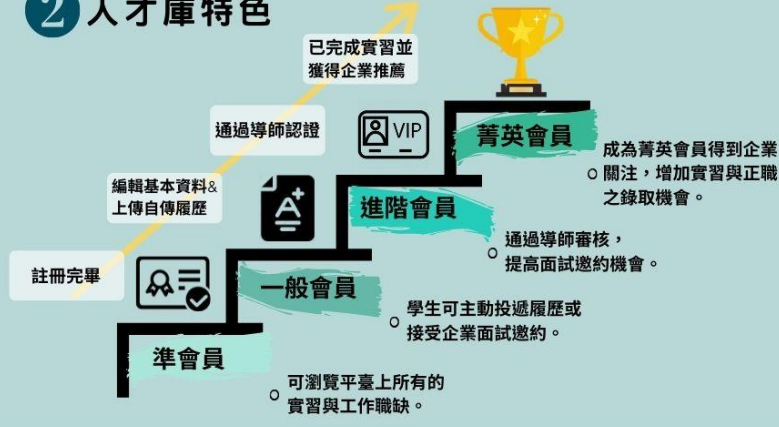 2 人才庫特色
已完成實習並
獲得企業推薦
通過導師認證
VIP
菁英會員
成為菁英會員得到企業
關注，增加實習與正職
之錄取機會。
編輯基本資料&
上傳自傳履歷
A+
進階會員
通過導師審核，
提高面試邀約機會。
註冊完畢
一般會員
學生可主動投遞履歷或
接受企業面試邀約。
準會員
可瀏覽平臺上所有的
實習與工作職缺。